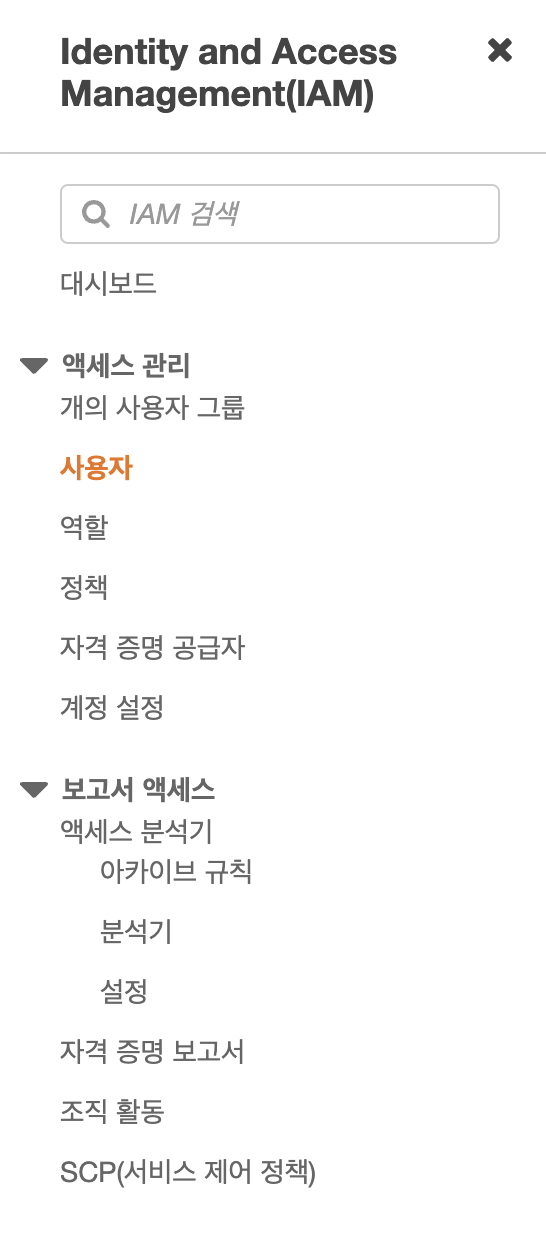 Identity and Access
Management(IAM)
IAM 검색
대시보드
액세스 관리
개의 사용자 그룹
사용자
역할
정책
자격 증명 공급자
계정 설정
보고서 액세스
액세스 분석기
아카이브 규칙
분석기
설정
자격 증명 보고서
조직 활동
SCP(서비스 제어 정책)